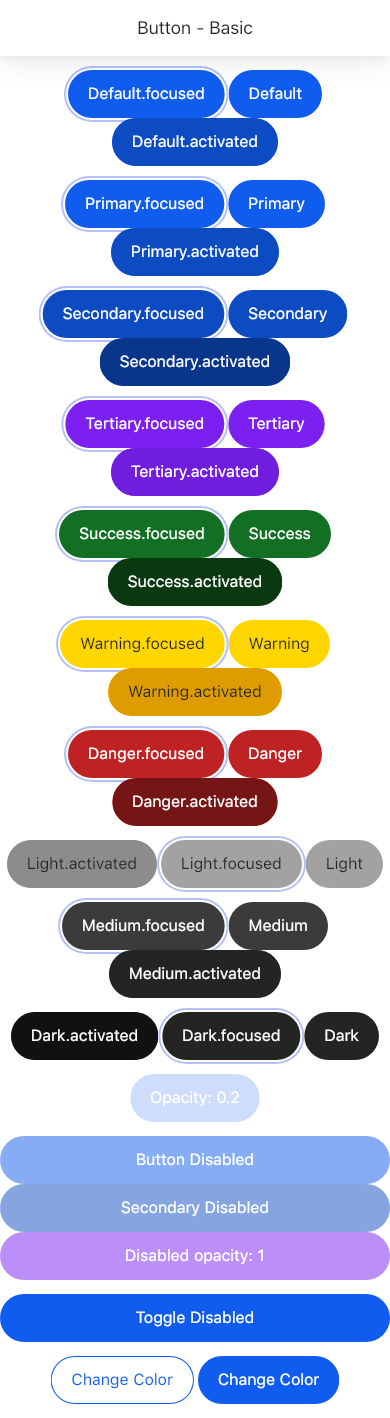 Button - Basic
Default.focused Default
Default.activated
Primary.focused Primary
Primary.activated
Secondary.focused Secondary
Secondary.activated
Tertiary.focused Tertiary
Tertiary.activated
Success.focused Success
Success.activated
Warning.focused Warning
Warning.activated
Danger.focused Danger
Danger.activated
Light.activated Light.focused Light
Medium.focused Medium
Medium.activated
Dark.activated Dark.focused Dark
Opacity: 0.2
Button Disabled
Secondary Disabled
Disabled opacity: 1
Toggle Disabled
Change Color Change Color